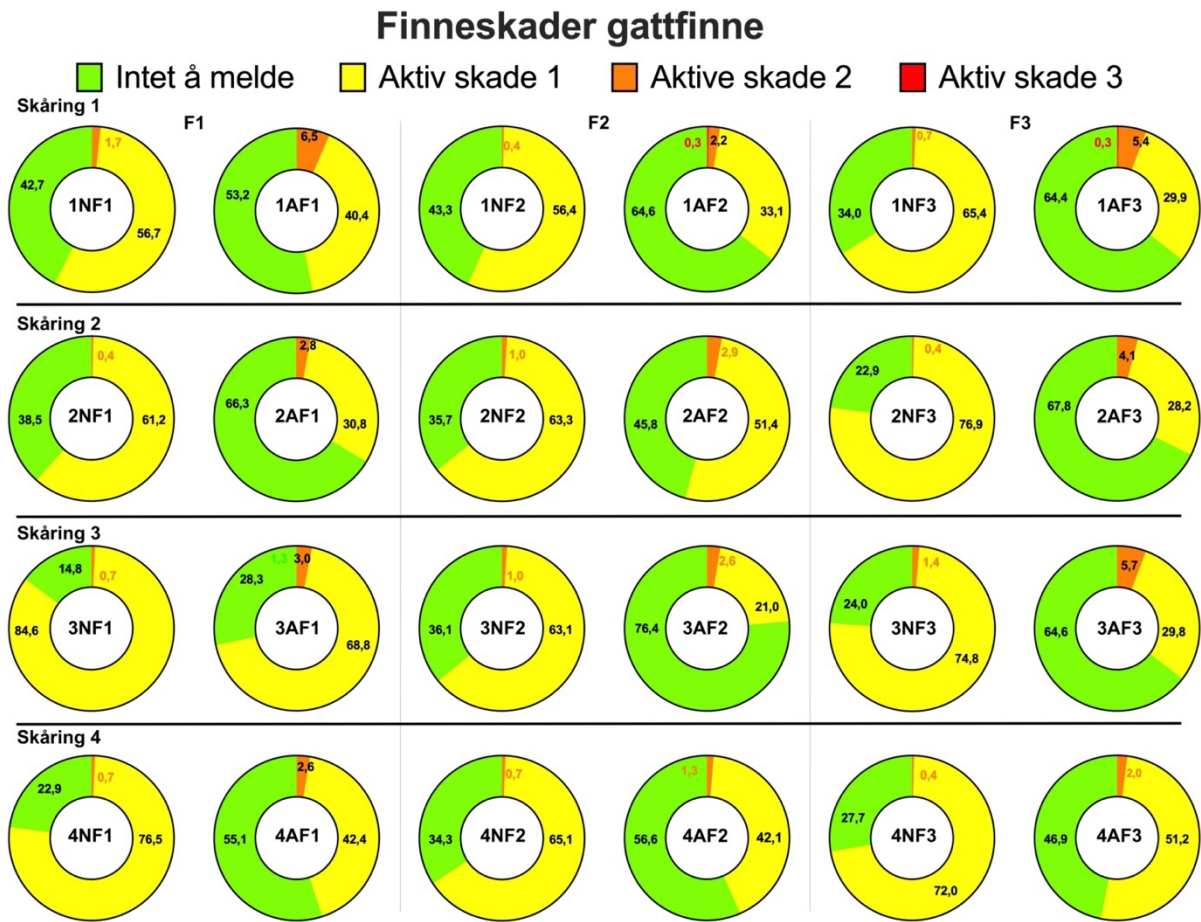 Finneskader gattfinne
Intet å melde Aktiv skade 1 Aktive skade 2 Aktiv skade 3
Skåring 1
F1 F2 F3
1,7 6,5 0,4 0,3 2,2 0,7 0,3 5,4
42,7 1NF1 56,7 53,2 1AF1 40,4 43,3 1NF2 56,4 64,6 1AF2 33,1 34,0 1NF3 65,4 64,4 1AF3 29,9
Skåring 2
0,4 2,8 1,0 2,9 0,4 4,1
38,5 2NF1 61,2 66,3 2AF1 30,8 35,7 2NF2 63,3 45,8 2AF2 51,4 22,9 2NF3 76,9 67,8 2AF3 28,2
Skåring 3
14,8 0,7 1,3 3,0 1,0 2,6 1,4 5,7
84,6 3NF1 28,3 3AF1 68,8 36,1 3NF2 63,1 76,4 3AF2 21,0 24,0 3NF3 74,8 64,6 3AF3 29,8
Skåring 4
0,7 2,6 0,7 1,3 0,4 2,0
22,9 4NF1 76,5 55,1 4AF1 42,4 34,3 4NF2 65,1 56,6 4AF2 42,1 27,7 4NF3 72,0 46,9 4AF3 51,2